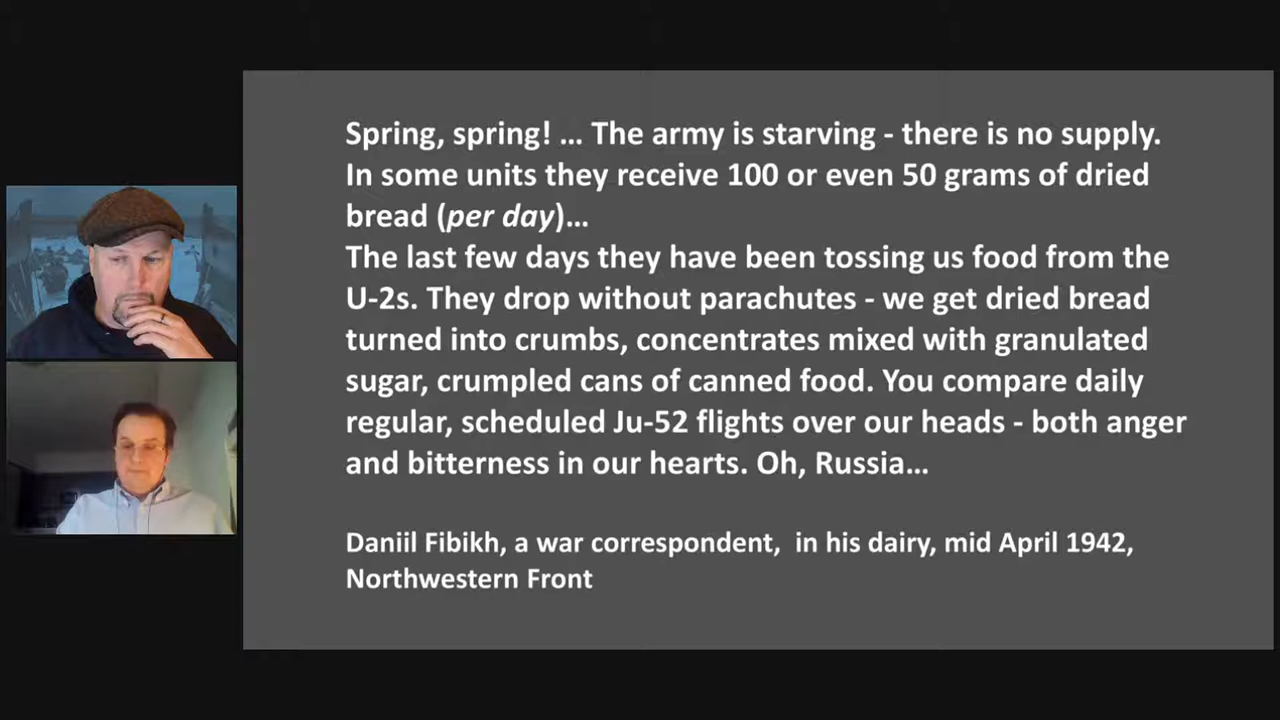 Spring, spring! ... The army is starving - there is no supply.
In some units they receive 100 or even 50 grams of dried
bread (per day)...
The last few days they have been tossing us food from the
U-2s. They drop without parachutes - we get dried bread
turned into crumbs, concentrates mixed with granulated
sugar, crumpled cans of canned food. You compare daily
regular, scheduled Ju-52 flights over our heads - both anger
and bitterness in our hearts. Oh, Russia...
Daniil Fibikh, a war correspondent,  in his dairy, mid April 1942,
Northwestern Front